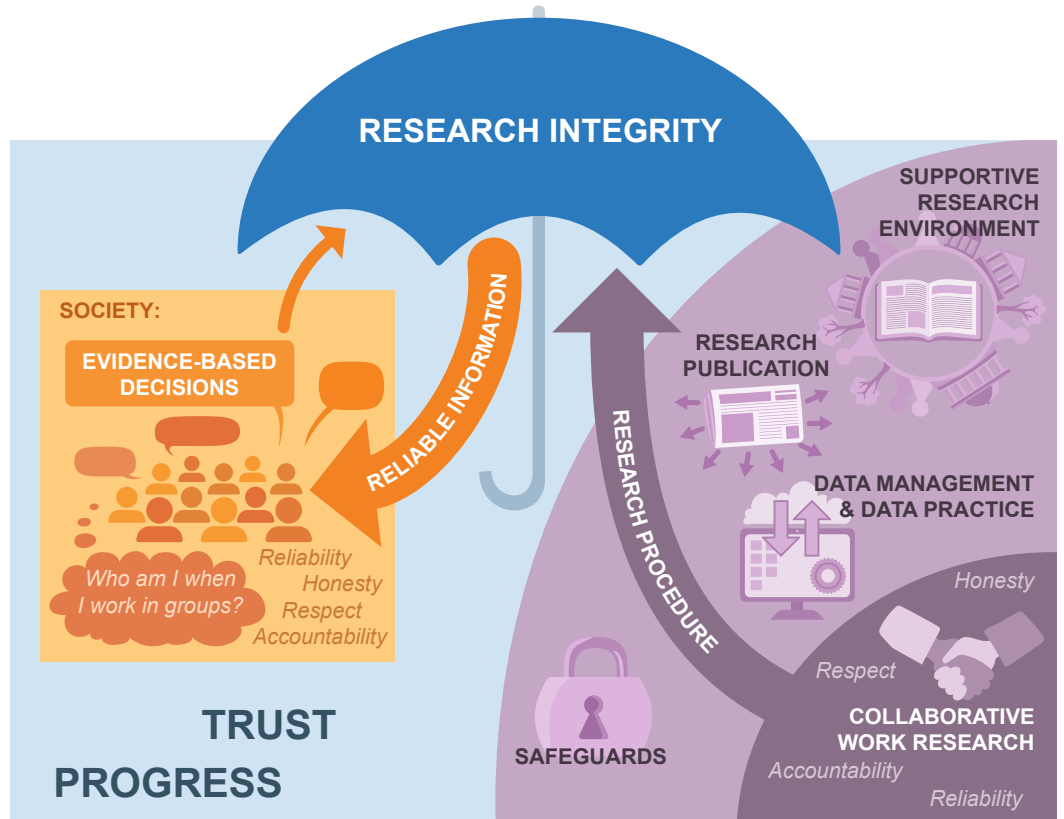 RESEARCH INTEGRITY
SUPPORTIVE
RESEARCH
ENVIRONMENT
SOCIETY:
EVIDENCE-BASED
DECISIONS
RELIABLE INFORMATION
RESEARCH
PUBLICATION
RESEARCH PROCEDURE
DATA MANAGEMENT
& DATA PRACTICE
Who am I when
I work in groups?
Reliability
Honesty
Respect
Accountability
Honesty
Respect
COLLABORATIVE
WORK RESEARCH
Accountability
Reliability
SAFEGUARDS
TRUST
PROGRESS